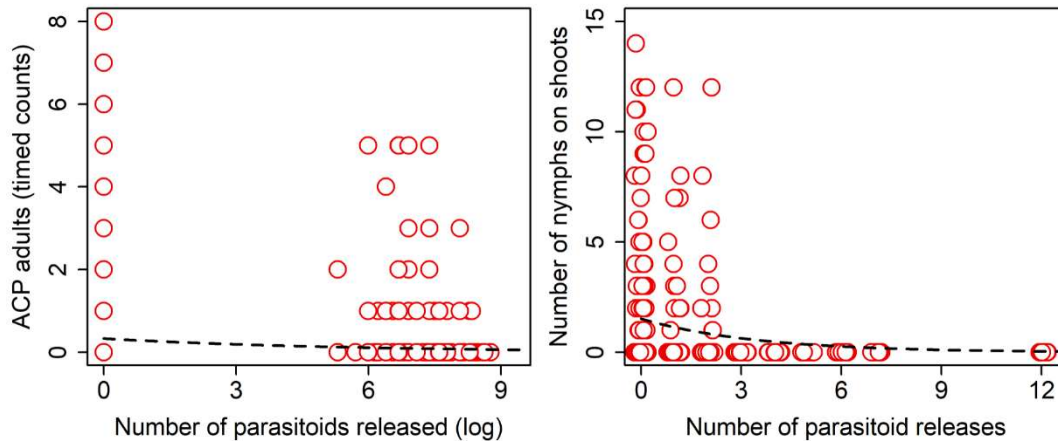 8
6
4
2
0
ACP adults (timed counts)
0 3 6 9
Number of parasitoids released (log)
15
10
5
0
Number of nymphs on shoots
0 3 6 9 12
Number of parasitoid releases